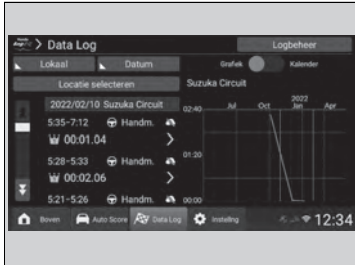 Data Log
Logbeheer
Lokaal
Datum
Grafiek
Kalender
Locatie selecteren
Suzuka Circuit
2022/02/10 Suzuka Circuit
5:35-7:12 Handm.
00:01.04
5:28-5:33 Handm.
00:02.06
5:21-5:26 Handm.
02:40
01:20
00:00
2022
Jul Oct Jan Apr
Boven
Auto Score
Data Log
Instelling
12:34